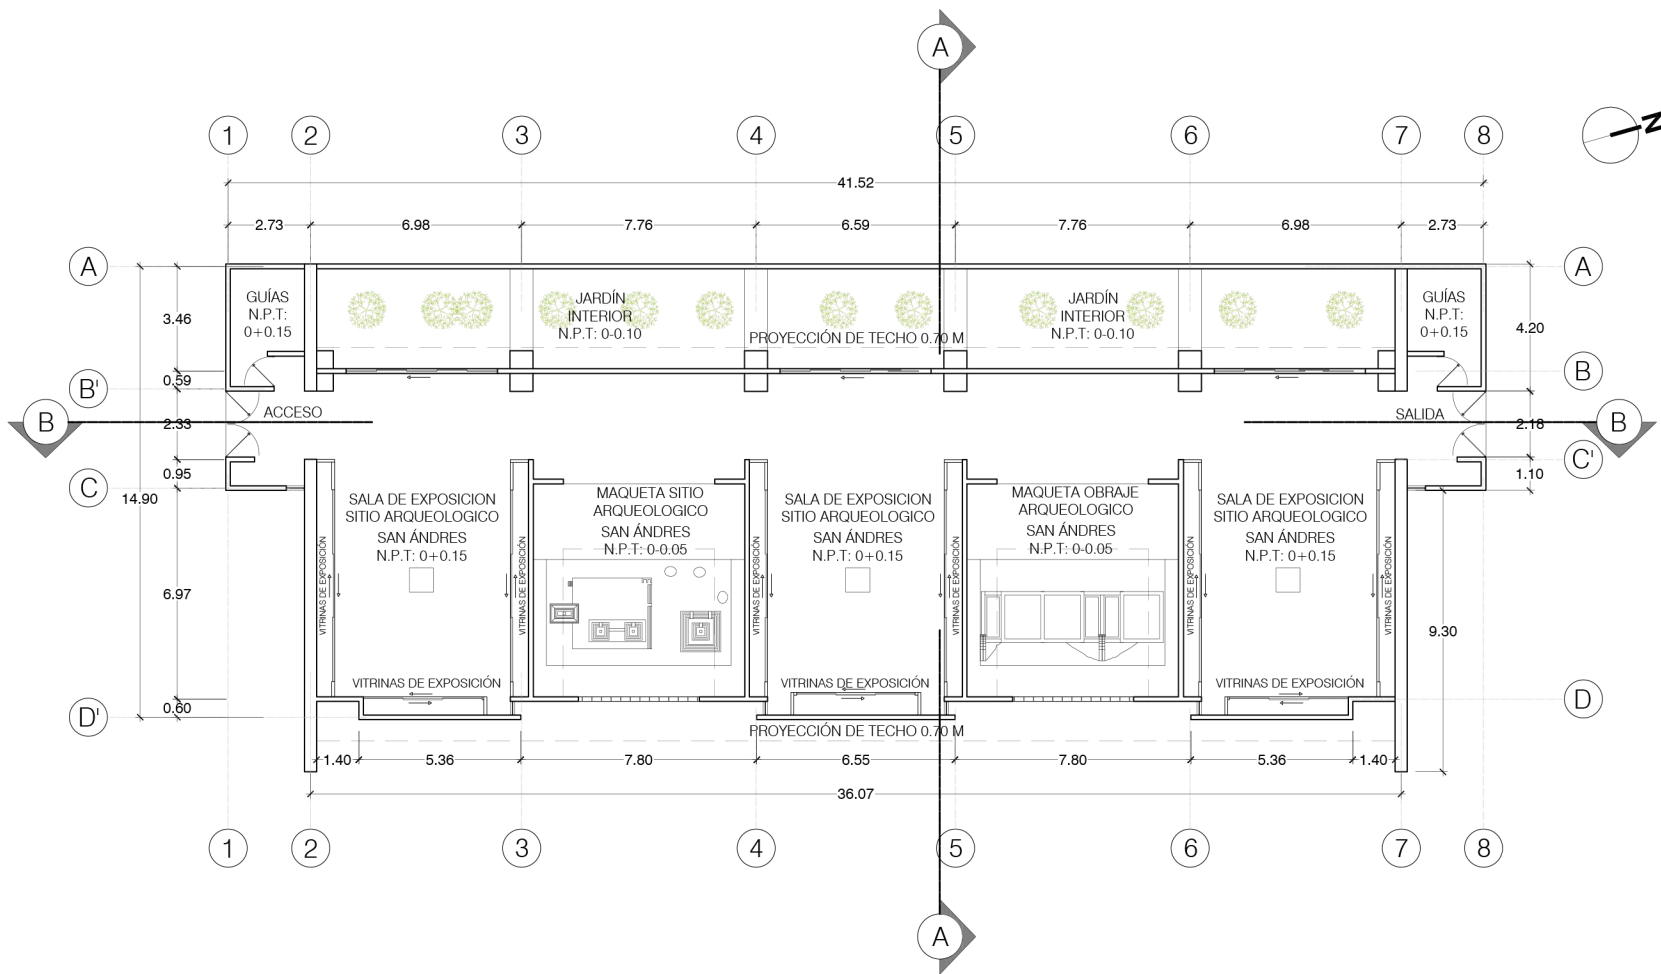 A
1 2 3 4 5 6 7 8
N
41.52
2.73 6.98 7.76 6.59 7.76 6.98 2.73
A A
GUÍAS
N.P.T:
0+0.15
JARDÍN
INTERIOR
N.P.T: 0-0.10
JARDÍN
INTERIOR
N.P.T: 0-0.10
GUÍAS
N.P.T:
0+0.15
PROYECCIÓN DE TECHO 0.70 M
3.46
4.20
B' B
0.59
B B
ACCESO SALIDA
2.33 2.18
C'
0.95 1.10
C
14.90
SALA DE EXPOSICION
SITIO ARQUEOLOGICO
SAN ÁNDRES
N.P.T: 0+0.15
MAQUETA SITIO
ARQUEOLOGICO
SAN ÁNDRES
N.P.T: 0-0.05
SALA DE EXPOSICION
SITIO ARQUEOLOGICO
SAN ÁNDRES
N.P.T: 0+0.15
MAQUETA OBRAJE
ARQUEOLOGICO
SAN ÁNDRES
N.P.T: 0-0.05
SALA DE EXPOSICION
SITIO ARQUEOLOGICO
SAN ÁNDRES
N.P.T: 0+0.15
VITRINAS DE EXPOSICIÓN
VITRINAS DE EXPOSICIÓN
VITRINAS DE EXPOSICIÓN
VITRINAS DE EXPOSICIÓN
VITRINAS DE EXPOSICIÓN
VITRINAS DE EXPOSICIÓN
6.97
9.30
VITRINAS DE EXPOSICIÓN VITRINAS DE EXPOSICIÓN VITRINAS DE EXPOSICIÓN
D
0.60
D'
PROYECCIÓN DE TECHO 0.70 M
1.40 5.36 7.80 6.55 7.80 5.36 1.40
36.07
1 2 3 4 5 6 7 8
A